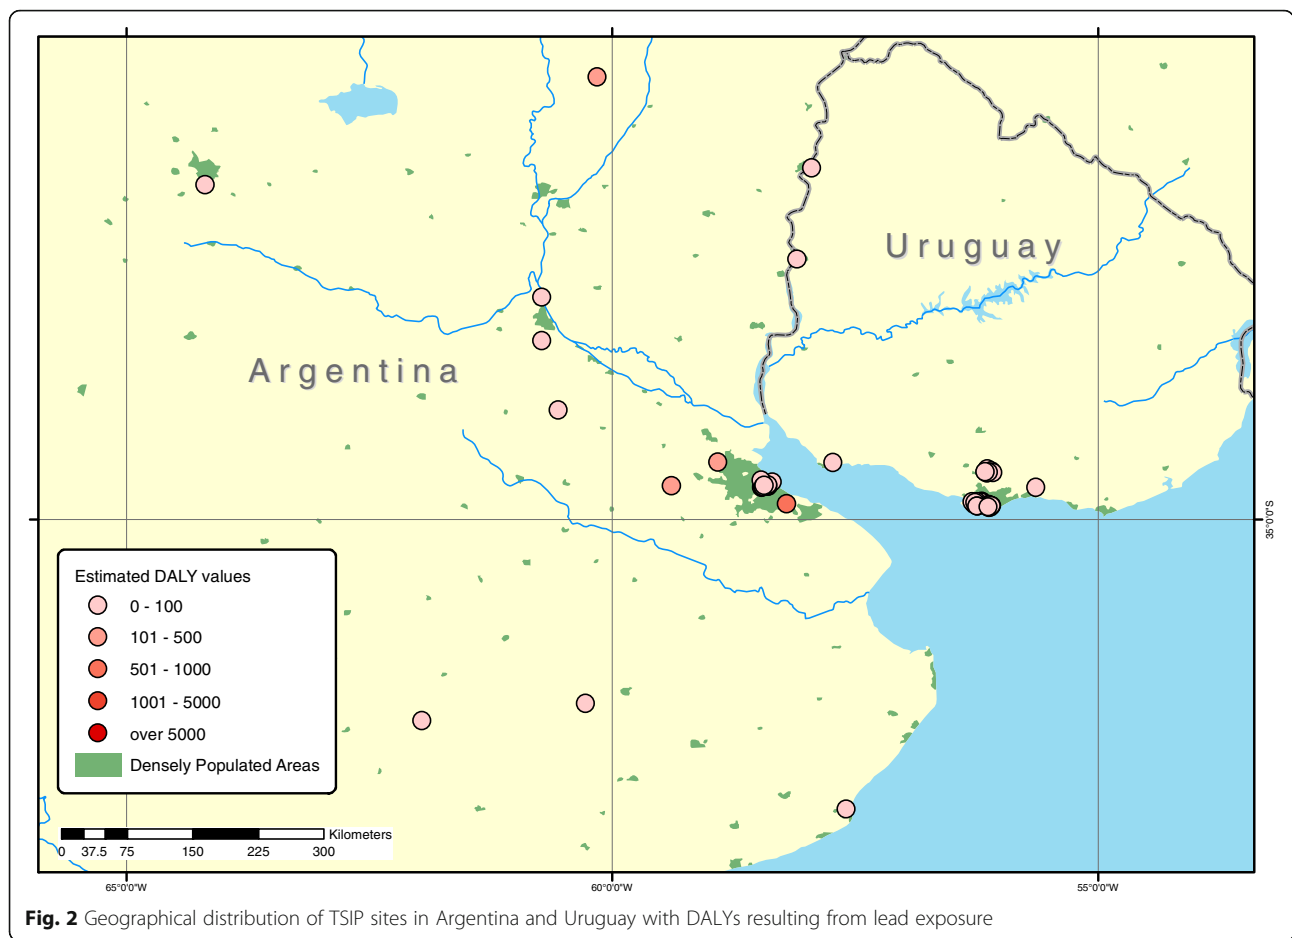 Uruguay
Argentina
35°0'0"S
Estimated DALY values
0 - 100
101 - 500
501 - 1000
1001 - 5000
over 5000
Densely Populated Areas
Kilometers
0 37.5 75 150 225 300
65°0'0"W 60°0'0"W 55°0'0"W
Fig. 2 Geographical distribution of TSIP sites in Argentina and Uruguay with DALYs resulting from lead exposure